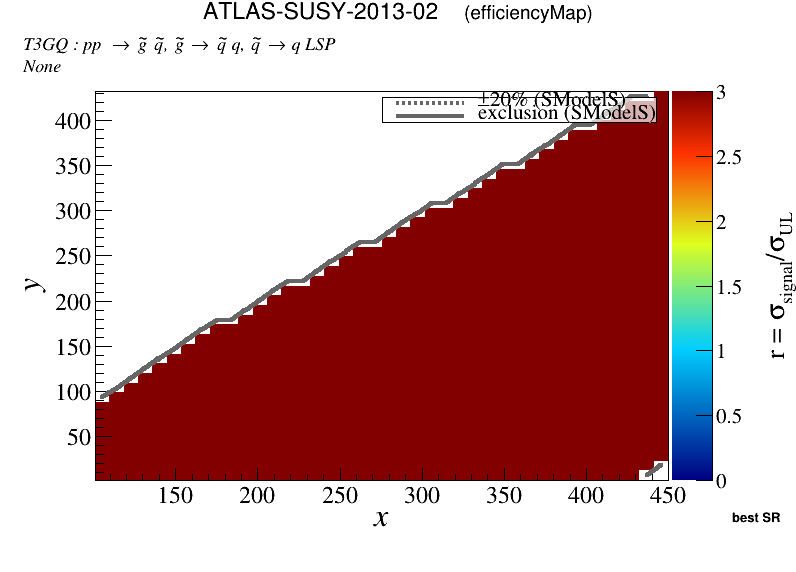 ATLAS-SUSY-2013-02 (efficiencyMap)
T3GQ : pp → g̃ q̃, g̃ → q̃ q, q̃ → q LSP
None
±20% (SModelS)
exclusion (SModelS)
400
350
300
250
200
150
100
50
y
150 200 250 300 350 400 450
x
3
2.5
2
1.5
1
0.5
0
r = σsignal/σUL
best SR